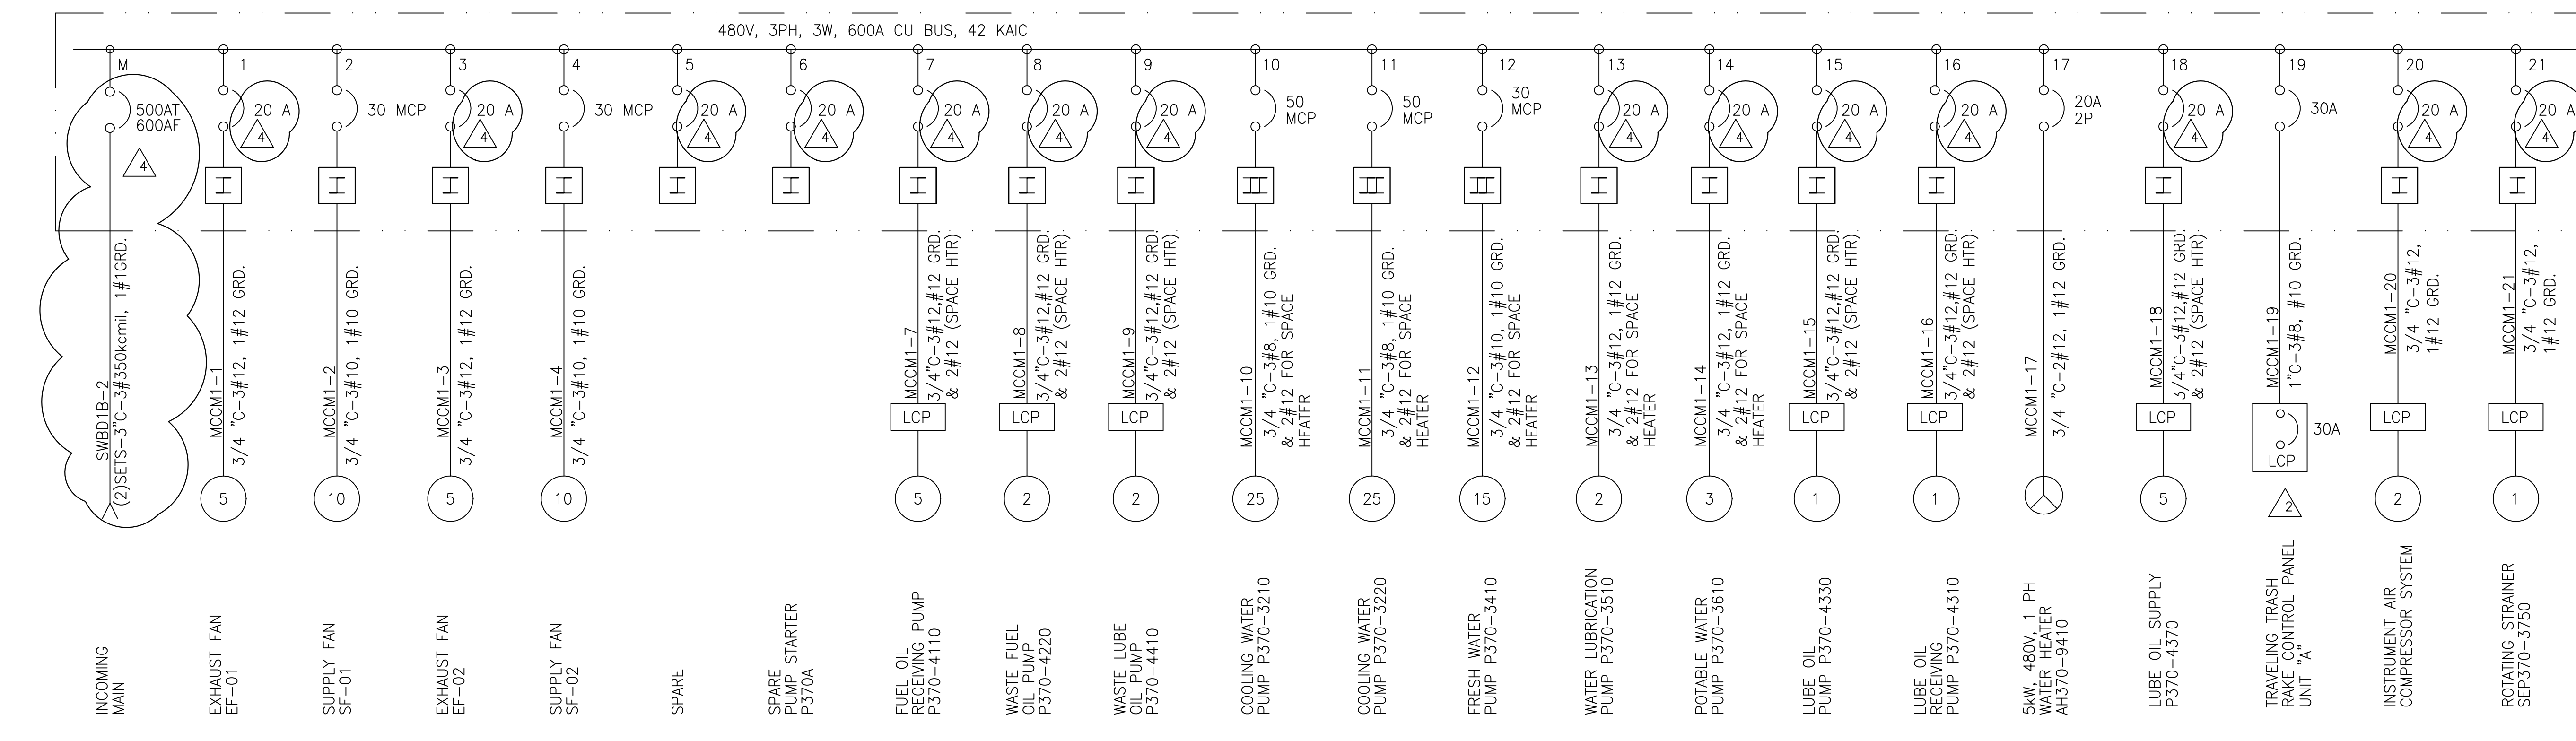 480V, 3PH, 3W, 600A CU BUS, 42 KAIC
M
1
2
3
4
5
6
7
8
9
10
11
12
13
14
15
16
17
18
19
20
21
500AT
600AF
4
20 A
4
30 MCP
20 A
4
30 MCP
20 A
4
20 A
4
20 A
4
20 A
4
20 A
4
50
MCP
50
MCP
30
MCP
20 A
4
20 A
4
20 A
4
20 A
4
20A
2P
20 A
4
30A
20 A
4
20 A
4
SWBD1B-2
(2)SETS-3"C-3#350kcmil, 1#1GRD.
MCCM1-1
3/4 "C-3#12, 1#12 GRD.
MCCM1-2
3/4 "C-3#10, 1#10 GRD.
MCCM1-3
3/4 "C-3#12, 1#12 GRD.
MCCM1-4
3/4 "C-3#10, 1#10 GRD.
MCCM1-7
3/4"C-3#12,#12 GRD.
& 2#12 (SPACE HTR)
MCCM1-8
3/4"C-3#12,#12 GRD.
& 2#12 (SPACE HTR)
MCCM1-9
3/4"C-3#12,#12 GRD.
& 2#12 (SPACE HTR)
MCCM1-10
3/4 "C-3#8, 1#10 GRD.
& 2#12 FOR SPACE
HEATER
MCCM1-11
3/4 "C-3#8, 1#10 GRD.
& 2#12 FOR SPACE
HEATER
MCCM1-12
3/4 "C-3#10, 1#10 GRD.
& 2#12 FOR SPACE
HEATER
MCCM1-13
3/4 "C-3#12, 1#12 GRD.
& 2#12 FOR SPACE
HEATER
MCCM1-14
3/4 "C-3#12, 1#12 GRD.
& 2#12 FOR SPACE
HEATER
MCCM1-15
3/4"C-3#12,#12 GRD.
& 2#12 (SPACE HTR)
MCCM1-16
3/4"C-3#12,#12 GRD.
& 2#12 (SPACE HTR)
MCCM1-17
3/4 "C-2#12, 1#12 GRD.
MCCM1-18
3/4"C-3#12,#12 GRD.
& 2#12 (SPACE HTR)
MCCM1-19
1"C-3#8, #10 GRD.
MCCM1-20
3/4 "C-3#12,
1#12 GRD.
MCCM1-21
3/4 "C-3#12,
1#12 GRD.
LCP
LCP
LCP
LCP
LCP
LCP
30A
LCP
LCP
LCP
5
10
5
10
5
2
2
25
25
15
2
3
1
1
5
2
2
1
INCOMING
MAIN
EXHAUST FAN
EF-01
SUPPLY FAN
SF-01
EXHAUST FAN
EF-02
SUPPLY FAN
SF-02
SPARE
SPARE
PUMP STARTER
P370A
FUEL OIL
RECEIVING PUMP
P370-4110
WASTE FUEL
OIL PUMP
P370-4220
WASTE LUBE
OIL PUMP
P370-4410
COOLING WATER
PUMP P370-3210
COOLING WATER
PUMP P370-3220
FRESH WATER
PUMP P370-3410
WATER LUBRICATION
PUMP P370-3510
POTABLE WATER
PUMP P370-3610
LUBE OIL
PUMP P370-4330
LUBE OIL
RECEIVING
PUMP P370-4310
5kW, 480V, 1 PH
WATER HEATER
AH370-9410
LUBE OIL SUPPLY
P370-4370
TRAVELING TRASH
RAKE CONTROL PANEL
UNIT "A"
INSTRUMENT AIR
COMPRESSOR SYSTEM
ROTATING STRAINER
SEP370-3750